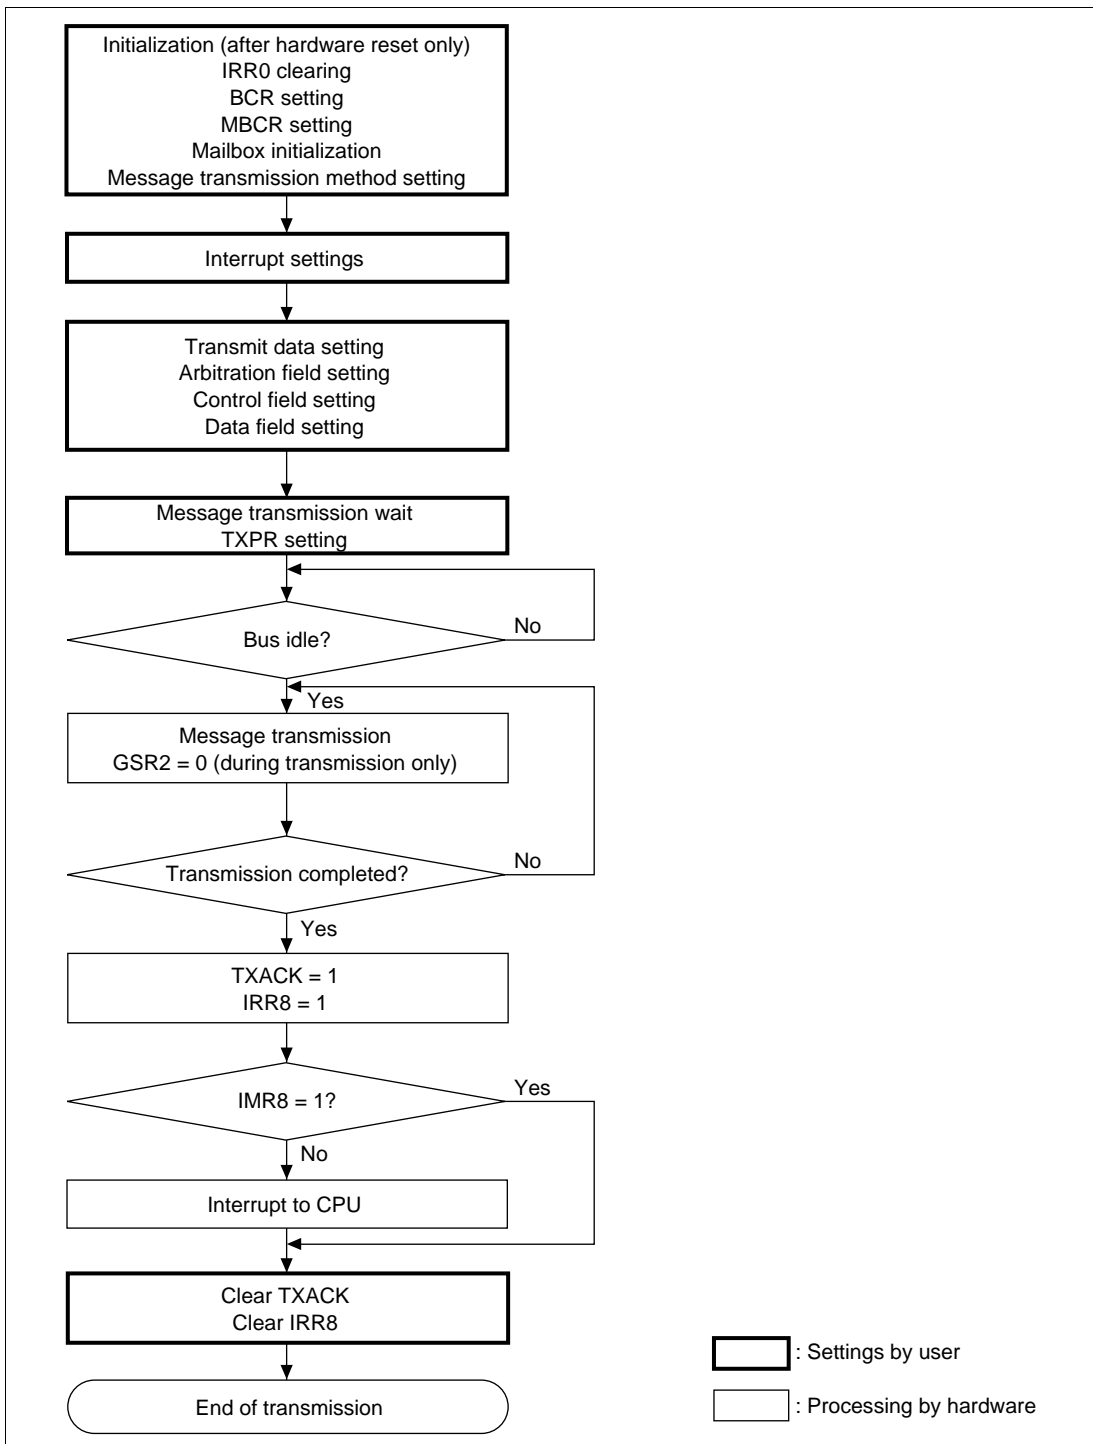 Initialization (after hardware reset only)
IRR0 clearing
BCR setting
MBCR setting
Mailbox initialization
Message transmission method setting
Interrupt settings
Transmit data setting
Arbitration field setting
Control field setting
Data field setting
Message transmission wait
TXPR setting
Bus idle?
No
Yes
Message transmission
GSR2 = 0 (during transmission only)
Transmission completed?
No
Yes
TXACK = 1
IRR8 = 1
IMR8 = 1?
Yes
No
Interrupt to CPU
Clear TXACK
Clear IRR8
End of transmission
: Settings by user
: Processing by hardware